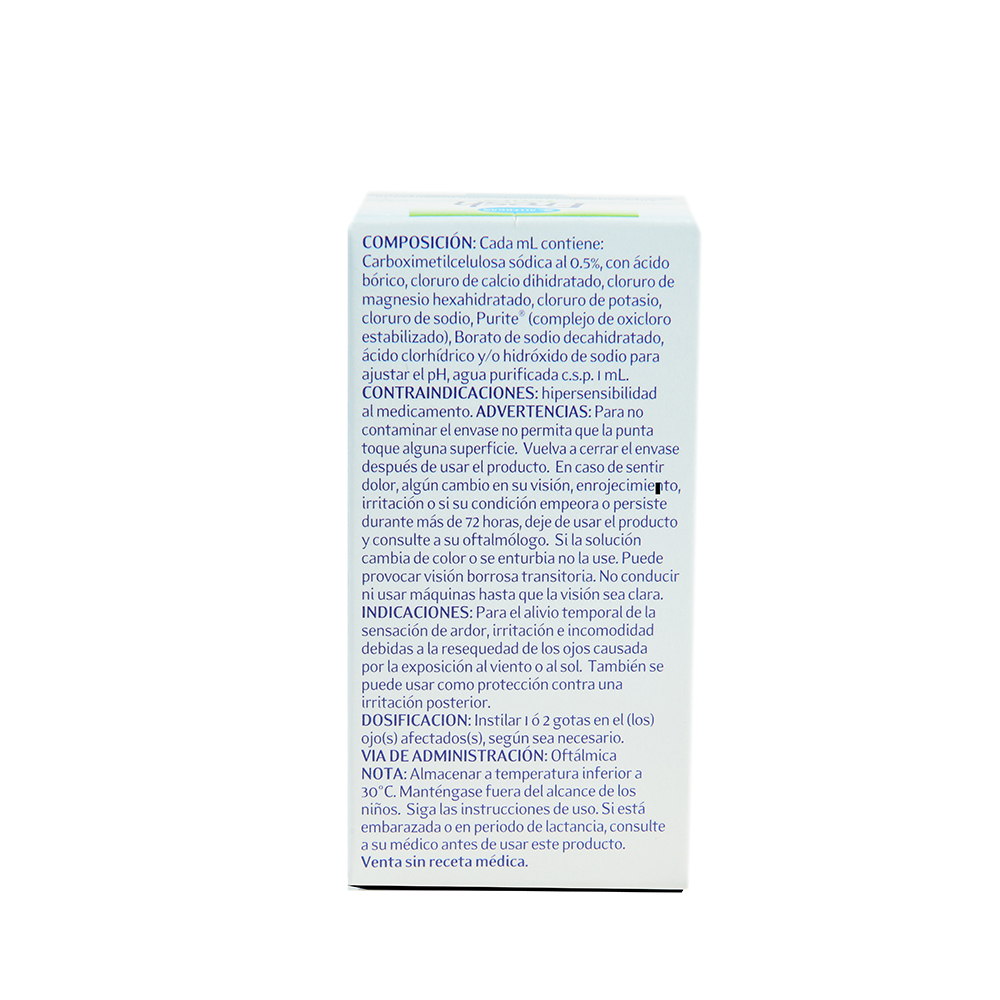 Fresh
COMPOSICIÓN: Cada mL contiene:
Carboximetilcelulosa sódica al 0.5%, con ácido
bórico, cloruro de calcio dihidratado, cloruro de
magnesio hexahidratado, cloruro de potasio,
cloruro de sodio, Purite® (complejo de oxicloro
estabilizado), Borato de sodio decahidratado,
ácido clorhídrico y/o hidróxido de sodio para
ajustar el pH, agua purificada c.s.p. 1 mL.
CONTRAINDICACIONES: hipersensibilidad
al medicamento. ADVERTENCIAS: Para no
contaminar el envase no permita que la punta
toque alguna superficie. Vuelva a cerrar el envase
después de usar el producto. En caso de sentir
dolor, algún cambio en su visión, enrojecimiento,
irritación o si su condición empeora o persiste
durante más de 72 horas, deje de usar el producto
y consulte a su oftalmólogo. Si la solución
cambia de color o se enturbia no la use. Puede
provocar visión borrosa transitoria. No conducir
ni usar máquinas hasta que la visión sea clara.
INDICACIONES: Para el alivio temporal de la
sensación de ardor, irritación e incomodidad
debidas a la resequedad de los ojos causada
por la exposición al viento o al sol. También se
puede usar como protección contra una
irritación posterior.
DOSIFICACION: Instilar 1 ó 2 gotas en el (los)
ojo(s) afectados(s), según sea necesario.
VIA DE ADMINISTRACIÓN: Oftálmica
NOTA: Almacenar a temperatura inferior a
30°C. Manténgase fuera del alcance de los
niños. Siga las instrucciones de uso. Si está
embarazada o en periodo de lactancia, consulte
a su médico antes de usar este producto.
Venta sin receta médica.